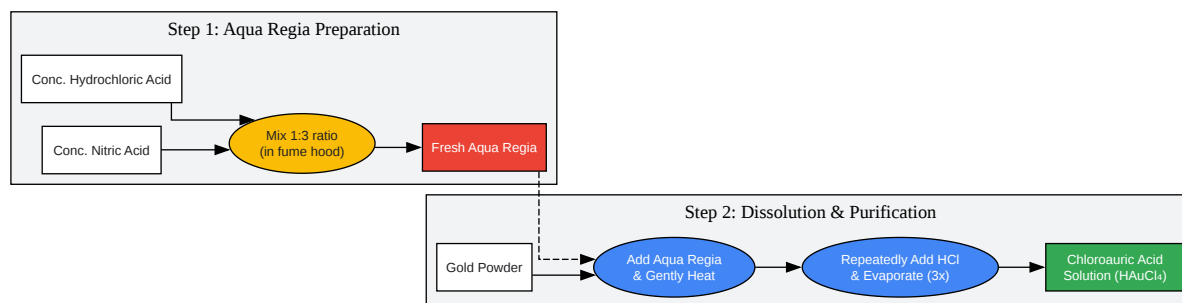 Step 1: Aqua Regia Preparation
Conc. Hydrochloric Acid
Conc. Nitric Acid
Mix 1:3 ratio
(in fume hood)
Fresh Aqua Regia
Step 2: Dissolution & Purification
Gold Powder
Add Aqua Regia
& Gently Heat
Repeatedly Add HCl
& Evaporate (3x)
Chloroauric Acid
Solution (HAuCl₄)